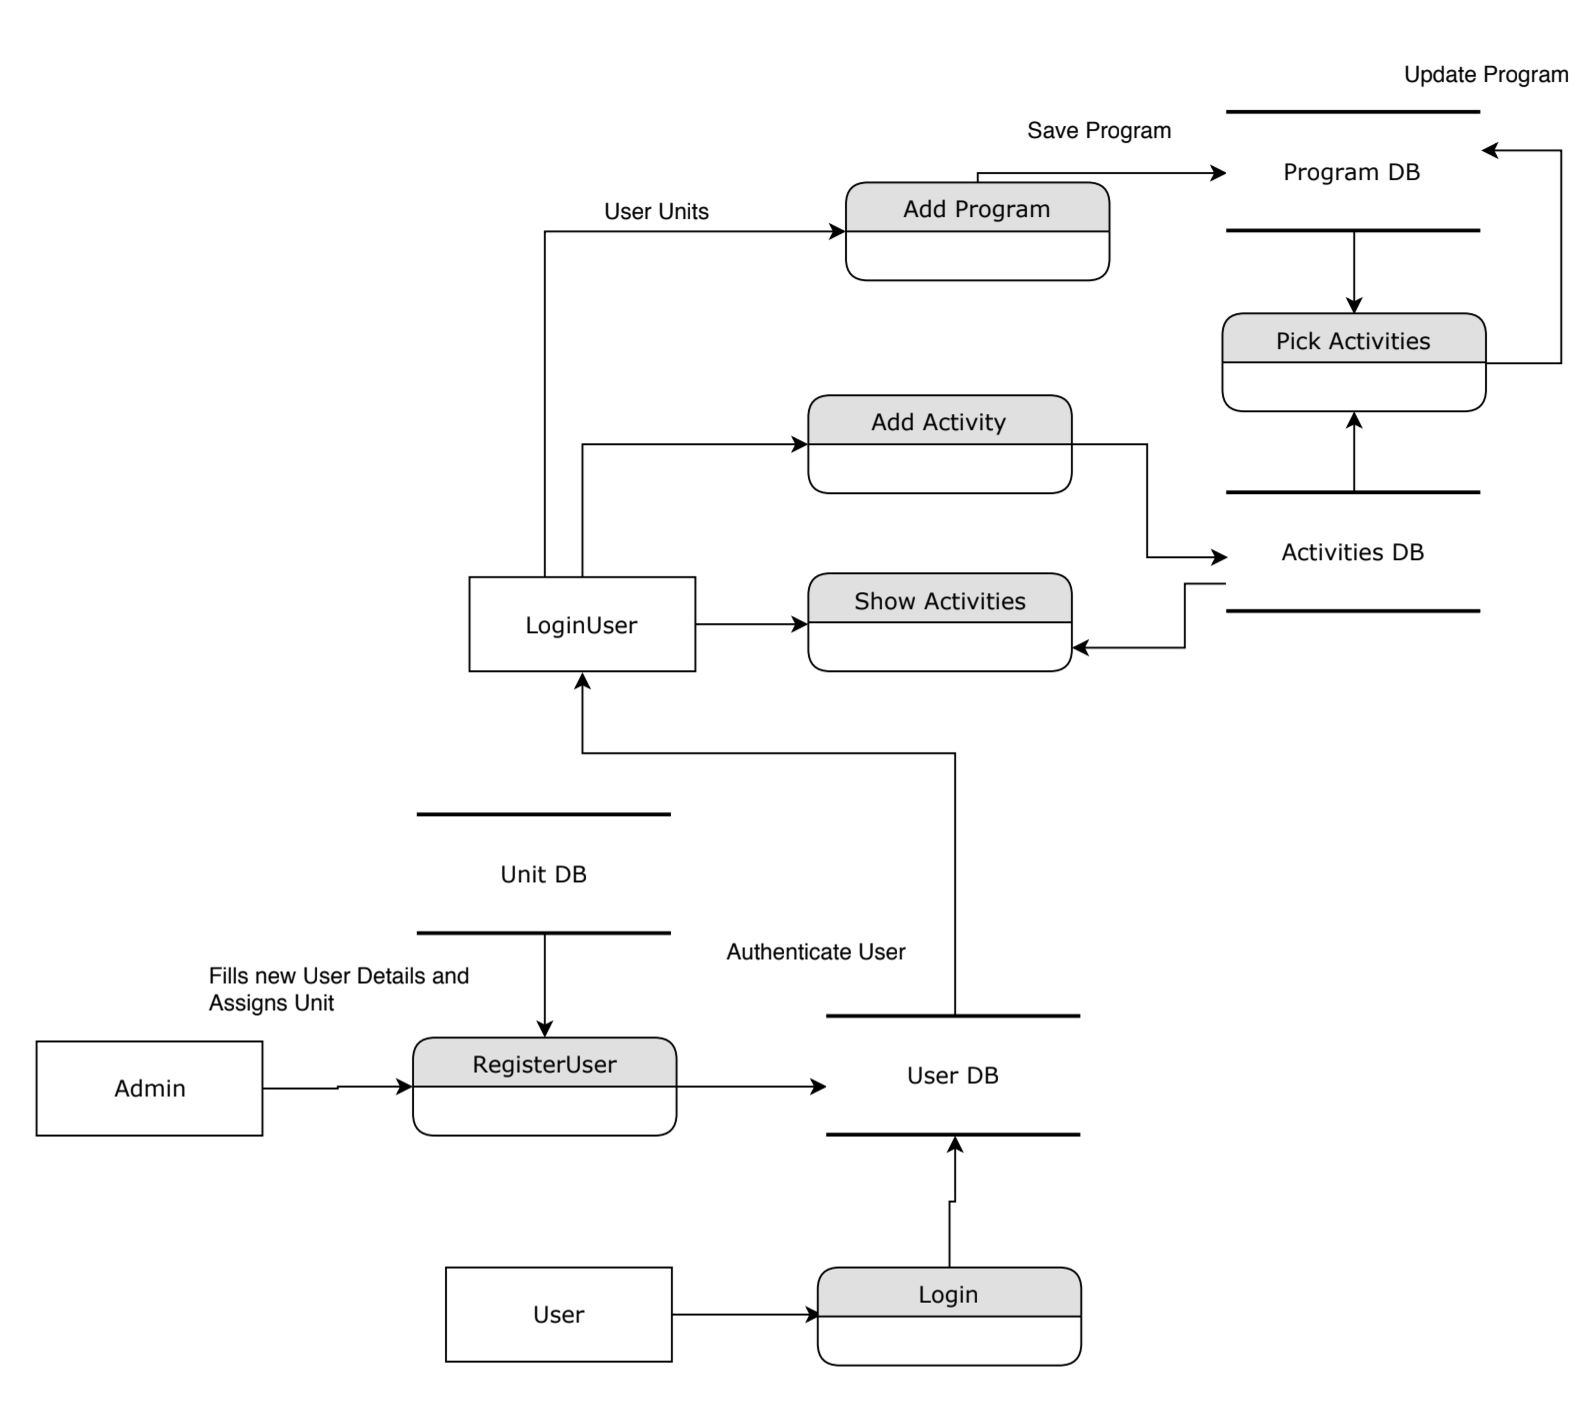 Update Program
Save Program
Program DB
Add Program
User Units
Pick Activities
Add Activity
Activities DB
Show Activities
LoginUser
Unit DB
Authenticate User
Fills new User Details and
Assigns Unit
RegisterUser
User DB
Admin
Login
User